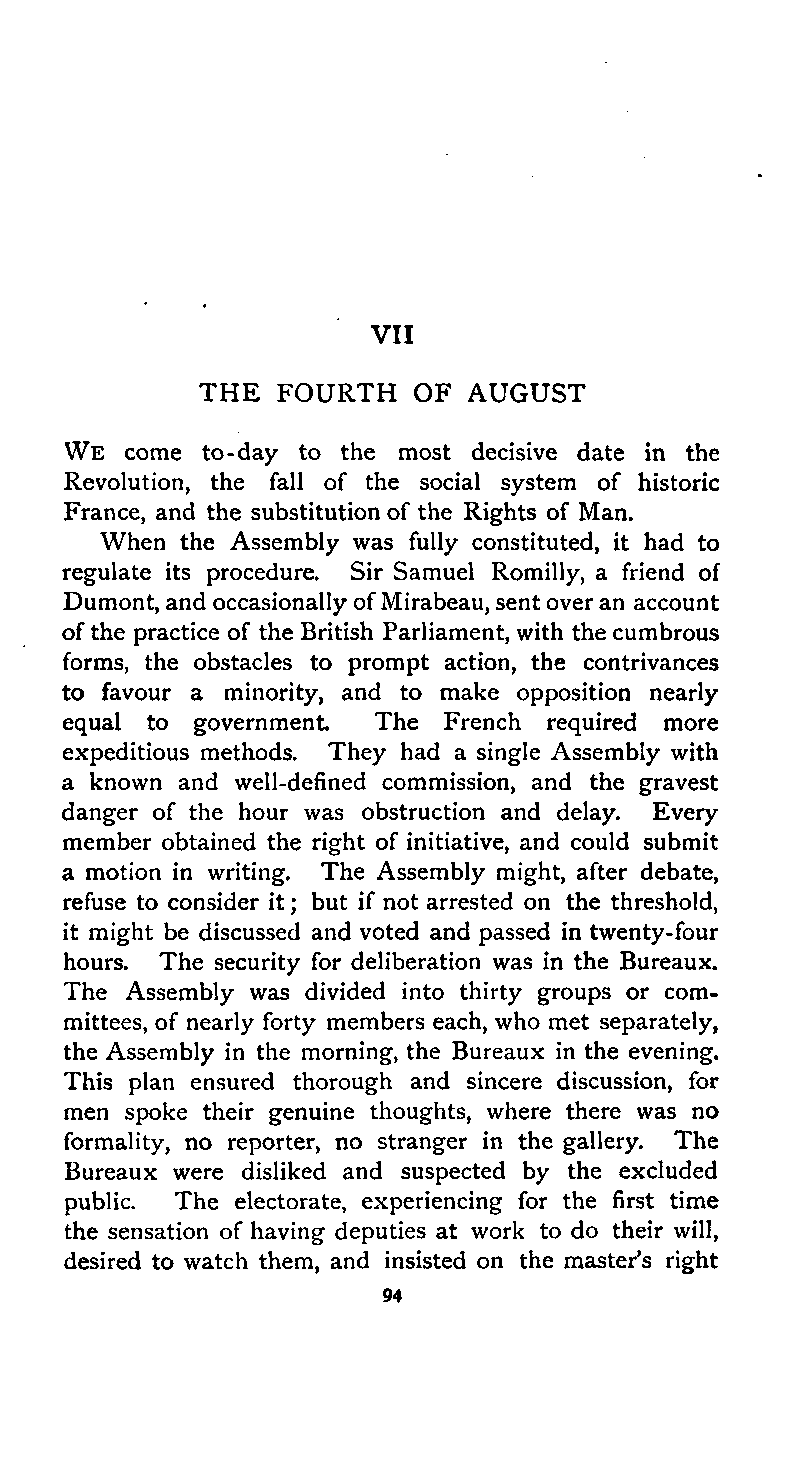 VII
THE FOURTH OF AUGUST
WE come to-day to the most decisive date in the
Revolution, the fall of the social system of historic
France, and the substitution of the Rights of Man.
When the Assembly was fully constituted, it had to
regulate its procedure. Sir Samuel Romilly, a friend of
Dumont, and occasionally of Mirabeau, sent over an account
of the practice of the British Parliament, with the cumbrous
forms, the obstacles to prompt action, the contrivances
to favour a minority, and to make opposition nearly
equal to government. The French required more
expeditious methods. They had a single Assembly with
a known and well-defined commission, and the gravest
danger of the hour was obstruction and delay. Every
member obtained the right of initiative, and could submit
a motion in writing. The Assembly might, after debate,
refuse to consider it; but if not arrested on the threshold,
it might be discussed and voted and passed in twenty-four
hours. The security for deliberation was in the Bureaux.
The Assembly was divided into thirty groups or com-
mittees, of nearly forty members each, who met separately,
the Assembly in the morning, the Bureaux in the evening.
This plan ensured thorough and sincere discussion, for
men spoke their genuine thoughts, where there was no
formality, no reporter, no stranger in the gallery. The
Bureaux were disliked and suspected by the excluded
public. The electorate, experiencing for the first time
the sensation of having deputies at work to do their will,
desired to watch them, and insisted on the master's right
94